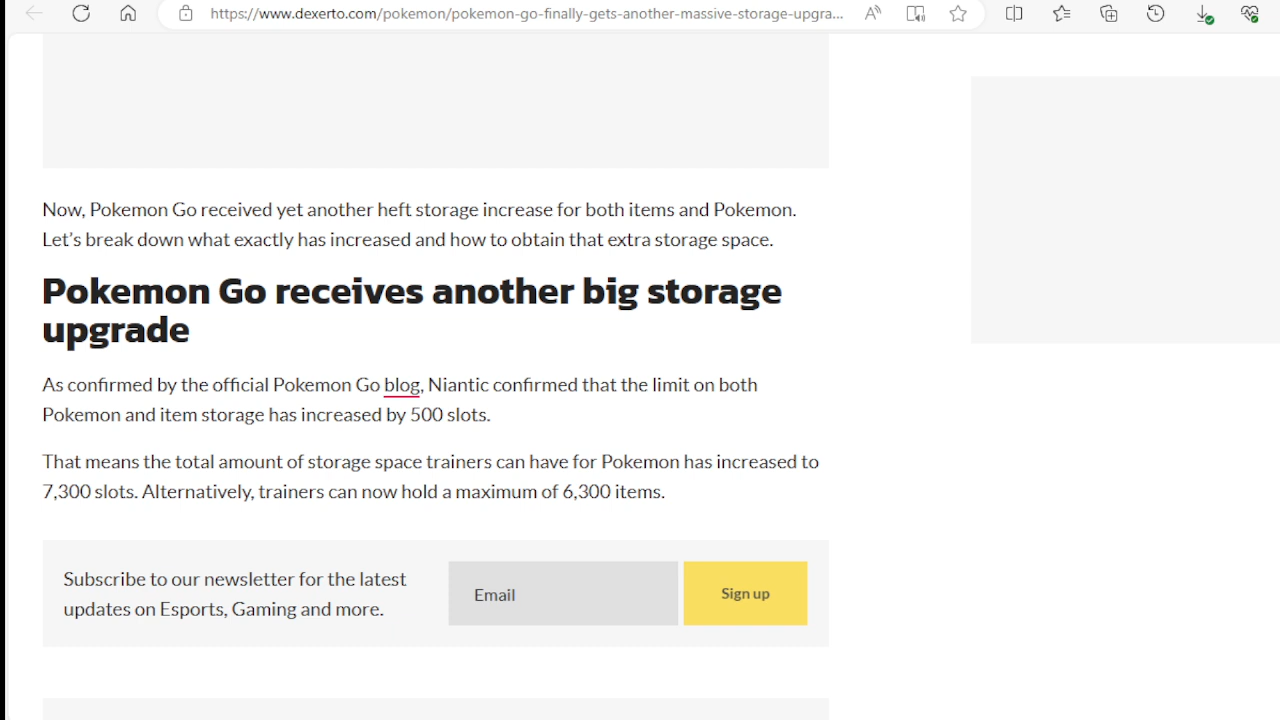 https://www.dexerto.com/pokemon/pokemon-go-finally-gets-another-massive-storage-upgra...
Now, Pokemon Go received yet another heft storage increase for both items and Pokemon.
Let’s break down what exactly has increased and how to obtain that extra storage space.
Pokemon Go receives another big storage
upgrade
As confirmed by the official Pokemon Go blog, Niantic confirmed that the limit on both
Pokemon and item storage has increased by 500 slots.
That means the total amount of storage space trainers can have for Pokemon has increased to
7,300 slots. Alternatively, trainers can now hold a maximum of 6,300 items.
Subscribe to our newsletter for the latest
updates on Esports, Gaming and more.
Email
Sign up